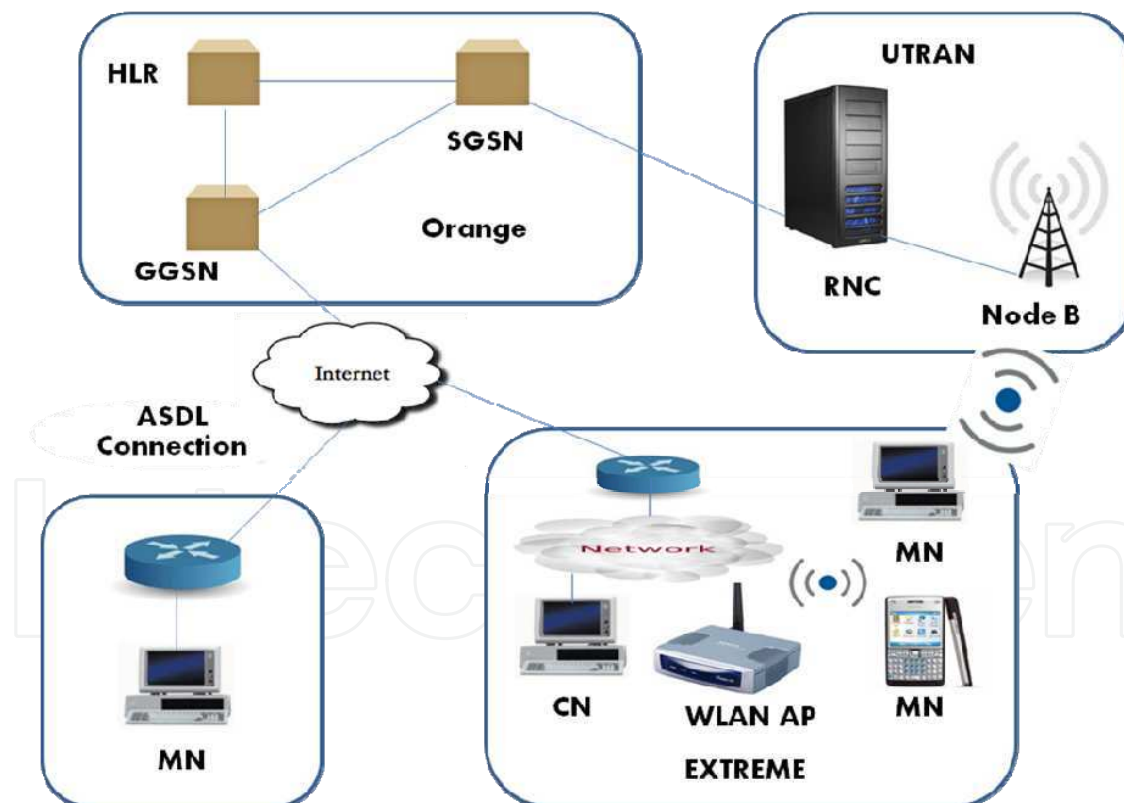 HLR
SGSN
GGSN
Orange
UTRAN
RNC
Node B
Internet
ASDL
Connection
MN
Network
CN
WLAN AP
MN
MN
EXTREME